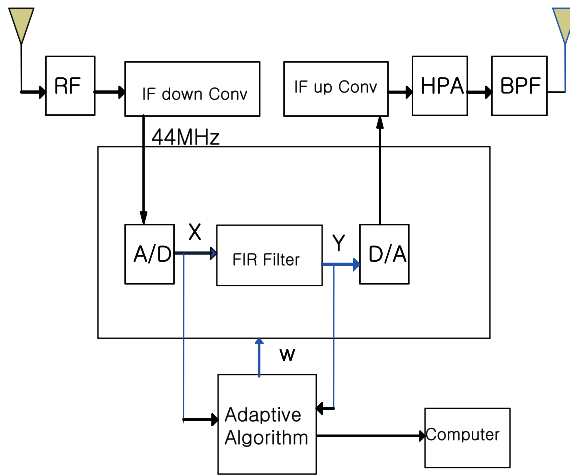 RF
IF down Conv
IF up Conv
HPA
BPF
44MHz
A/D
X
FIR Filter
Y
D/A
w
Adaptive
Algorithm
Computer